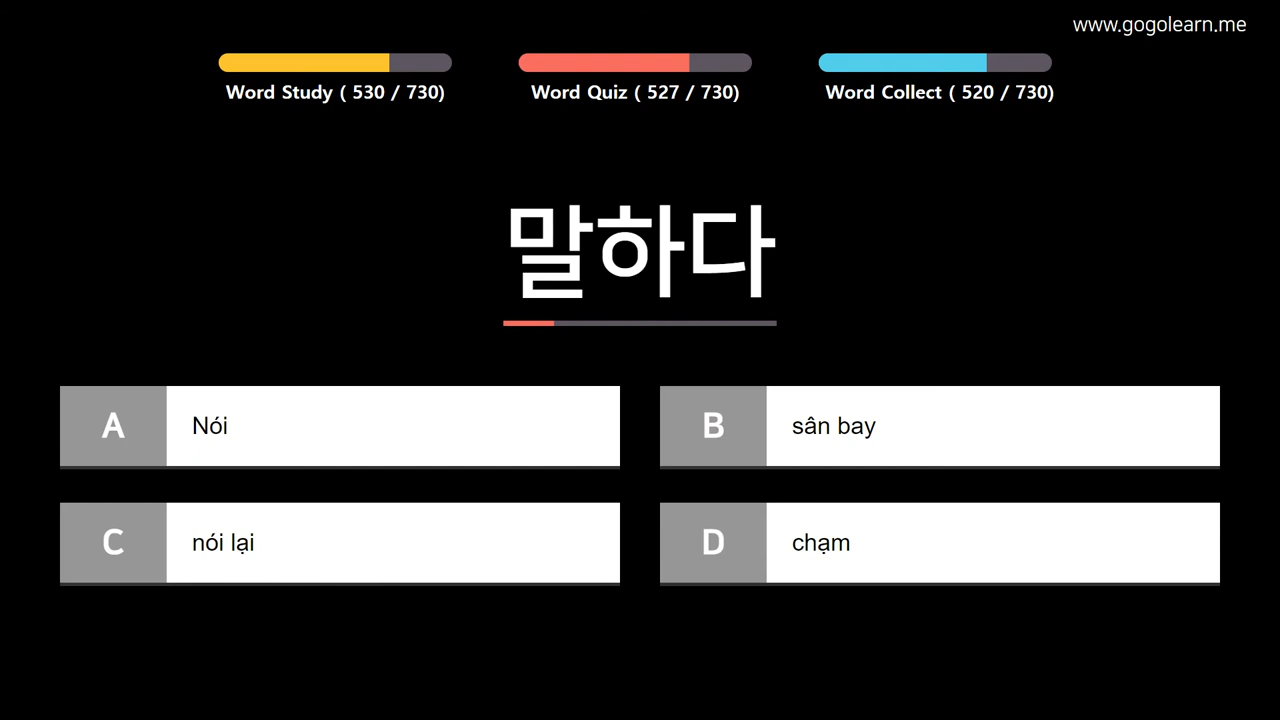 www.gogolearn.me
Word Study ( 530 / 730)
Word Quiz ( 527 / 730)
Word Collect ( 520 / 730)
말하다
A Nói
B sân bay
C nói lại
D chạm